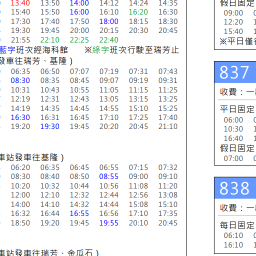 13:40 13:50 14:00 14:12 14:24 14:35
15:40 15:50 16:00 16:10 16:20 16:30
17:30 17:40 17:50 18:00 18:15 18:30
19:30 19:45 20:00 20:15 20:30 20:45
21:55 22:10 22:25 22:40
藍字班次經海科館 ※綠字班次行駛至瑞芳止
發車往瑞芳、基隆)
06:35 06:50 07:07 07:19 07:31 07:43
08:30 08:35 08:45 09:07 09:19 09:31
10:31 10:43 10:55 11:05 11:15 11:25
12:19 12:31 12:43 13:05 13:15 13:25
14:19 14:35 14:45 14:55 15:10 15:25
16:30 16:31 16:45 17:10 17:25 17:40
19:20 19:30 19:45 20:20 20:45 21:10
站發車往基隆)
06:20 06:35 06:45 06:55 07:15 07:32
08:30 08:40 08:50 08:55 09:00 09:10
10:20 10:32 10:44 10:56 11:08 11:20
12:00 12:10 12:32 12:44 12:56 13:08
14:00 14:10 14:32 14:44 14:58 15:10
16:32 16:44 16:55 16:56 17:10 17:35
18:50 19:20 19:45 19:55 20:10 20:45
站發車往瑞芳、金瓜石)
假日固定
09:00
12:20
15:40
※平日僅
837
收費：一
平日固定
06:10
10:30
16:40
假日固定
07:00
838
收費：一
每日固定
06:10
16:10